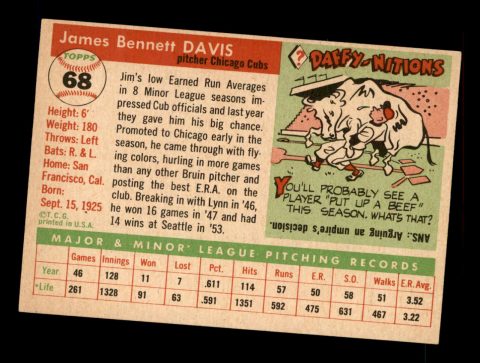 James Bennett DAVIS
pitcher Chicago Cubs
TOPPS
68
Height: 6'
Weight: 180
Throws: Left
Bats: R. & L.
Home: San
Francisco, Cal.
Born:
Sept. 15, 1925
©T.C.G.
printed in U.S.A.
Jim's low Earned Run Averages
in 8 Minor League seasons im-
pressed Cub officials and last year
they gave him his big chance.
Promoted to Chicago early in the
season, he came through with fly-
ing colors, hurling in more games
than any other Bruin pitcher and
posting the best E.R.A. on the
club. Breaking in with Lynn in '46,
he won 16 games in '47 and had
14 wins at Seattle in '53.
? DAFFY-NITIONS
YOU'LL PROBABLY SEE A
PLAYER "PUT UP A BEEF"
THIS SEASON. WHAT'S THAT?
ANS.: Arguing an umpire's decision.
MAJOR & MINOR LEAGUE PITCHING RECORDS
Games Innings Won Lost Pct. Hits Runs E.R. S.O. Walks E.R. Avg.
Year 46 128 11 7 .611 114 57 50 58 51 3.52
*Life 261 1328 91 63 .591 1351 592 475 631 467 3.22